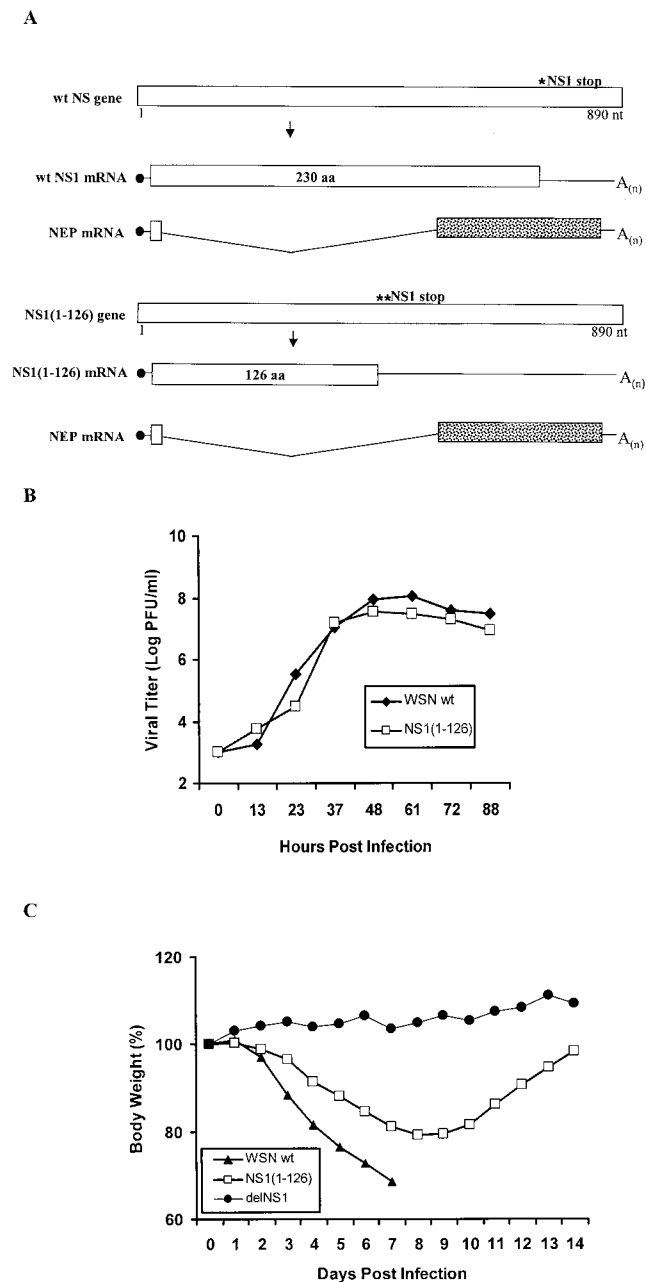 A
*NS1 stop
wt NS gene
1
890 nt
wt NS1 mRNA
230 aa
A(n)
NEP mRNA
A(n)
**NS1 stop
NS1(1-126) gene
1
890 nt
NS1(1-126) mRNA
126 aa
A(n)
NEP mRNA
A(n)
B
10
8
6
4
2
Viral Titer (Log PFU/ml)
WSN wt
NS1(1-126)
0 13 23 37 48 61 72 88
Hours Post Infection
C
120
100
80
60
Body Weight (%)
WSN wt
NS1(1-126)
delNS1
0 1 2 3 4 5 6 7 8 9 10 11 12 13 14
Days Post Infection